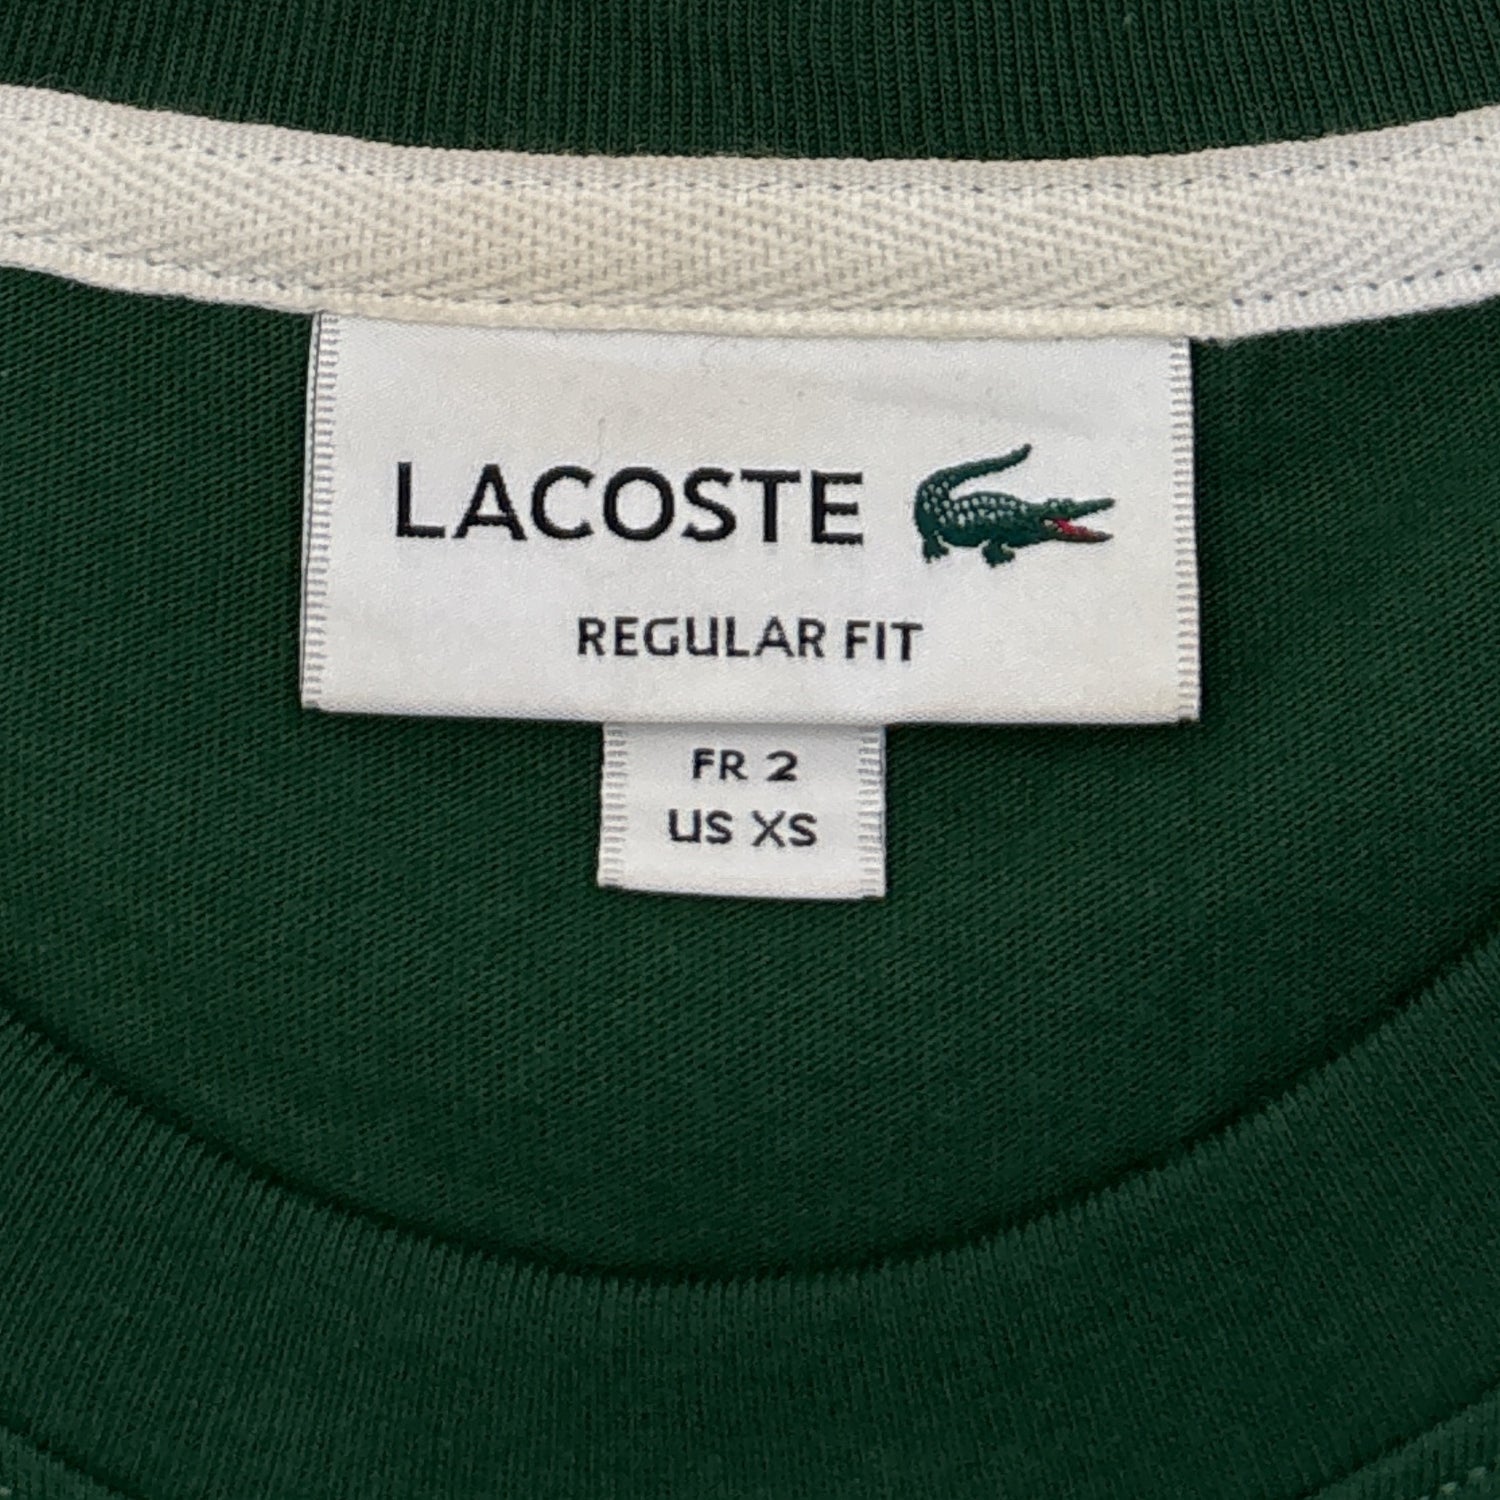 LACOSTE
REGULAR FIT
FR 2
US XS